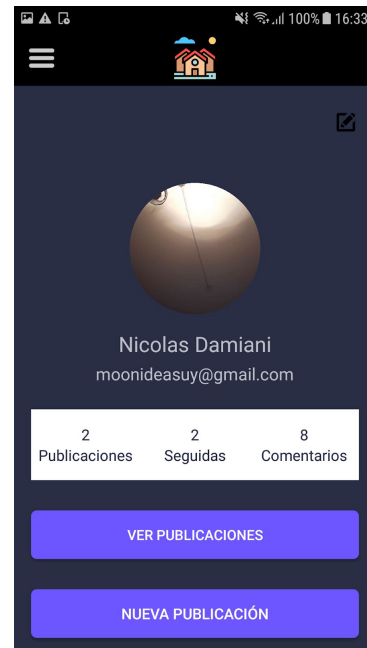 100% 16:33
Nicolas Damiani
moonideasuy@gmail.com
2 2 8
Publicaciones Seguidas Comentarios
VER PUBLICACIONES
NUEVA PUBLICACIÓN